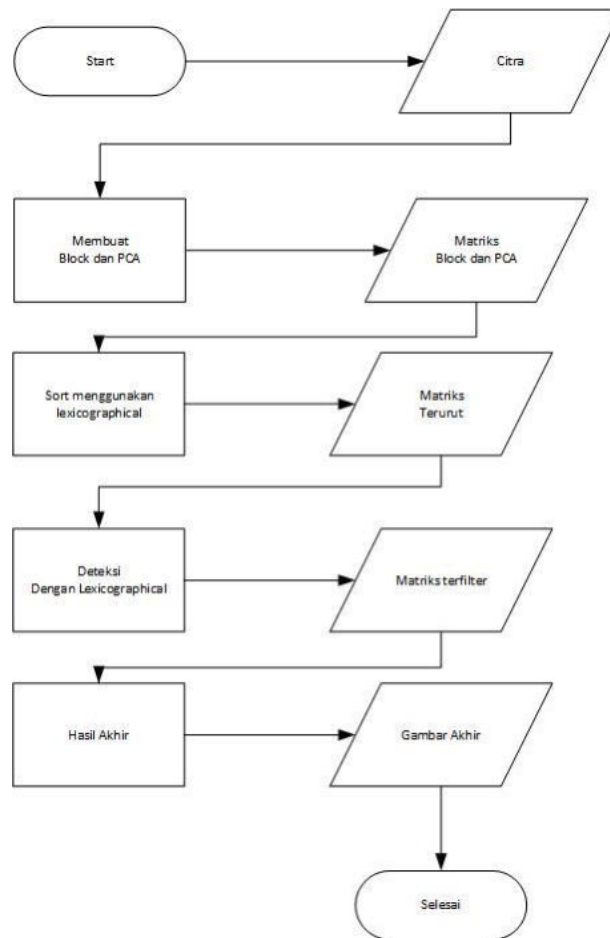 Start
Citra
Membuat
Block dan PCA
Matriks
Block dan PCA
Sort menggunakan
lexicographical
Matriks
Terurut
Deteksi
Dengan Lexicographical
Matriks terfilter
Hasil Akhir
Gambar Akhir
Selesai